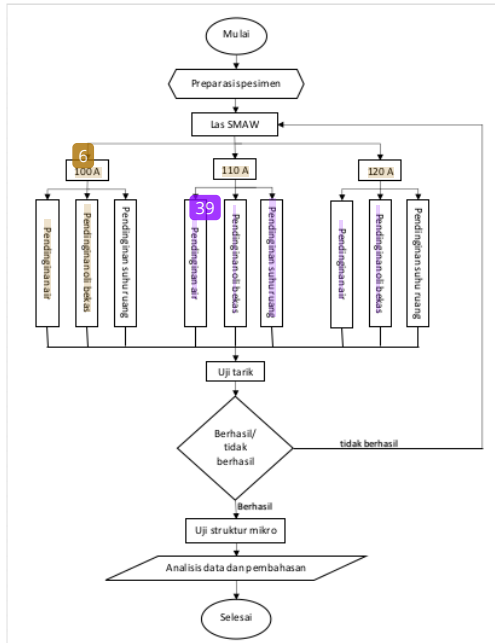 Mulai
Preparasi spesimen
Las SMAW
6
100 A
110 A
120 A
39
Pendinginan air
Pendinginan oli bekas
Pendinginan suhu ruang
Pendinginan air
Pendinginan oli bekas
Pendinginan suhu ruang
Pendinginan air
Pendinginan oli bekas
Pendinginan suhu ruang
Uji tarik
Berhasil/
tidak
berhasil
tidak berhasil
Berhasil
Uji struktur mikro
Analisis data dan pembahasan
Selesai